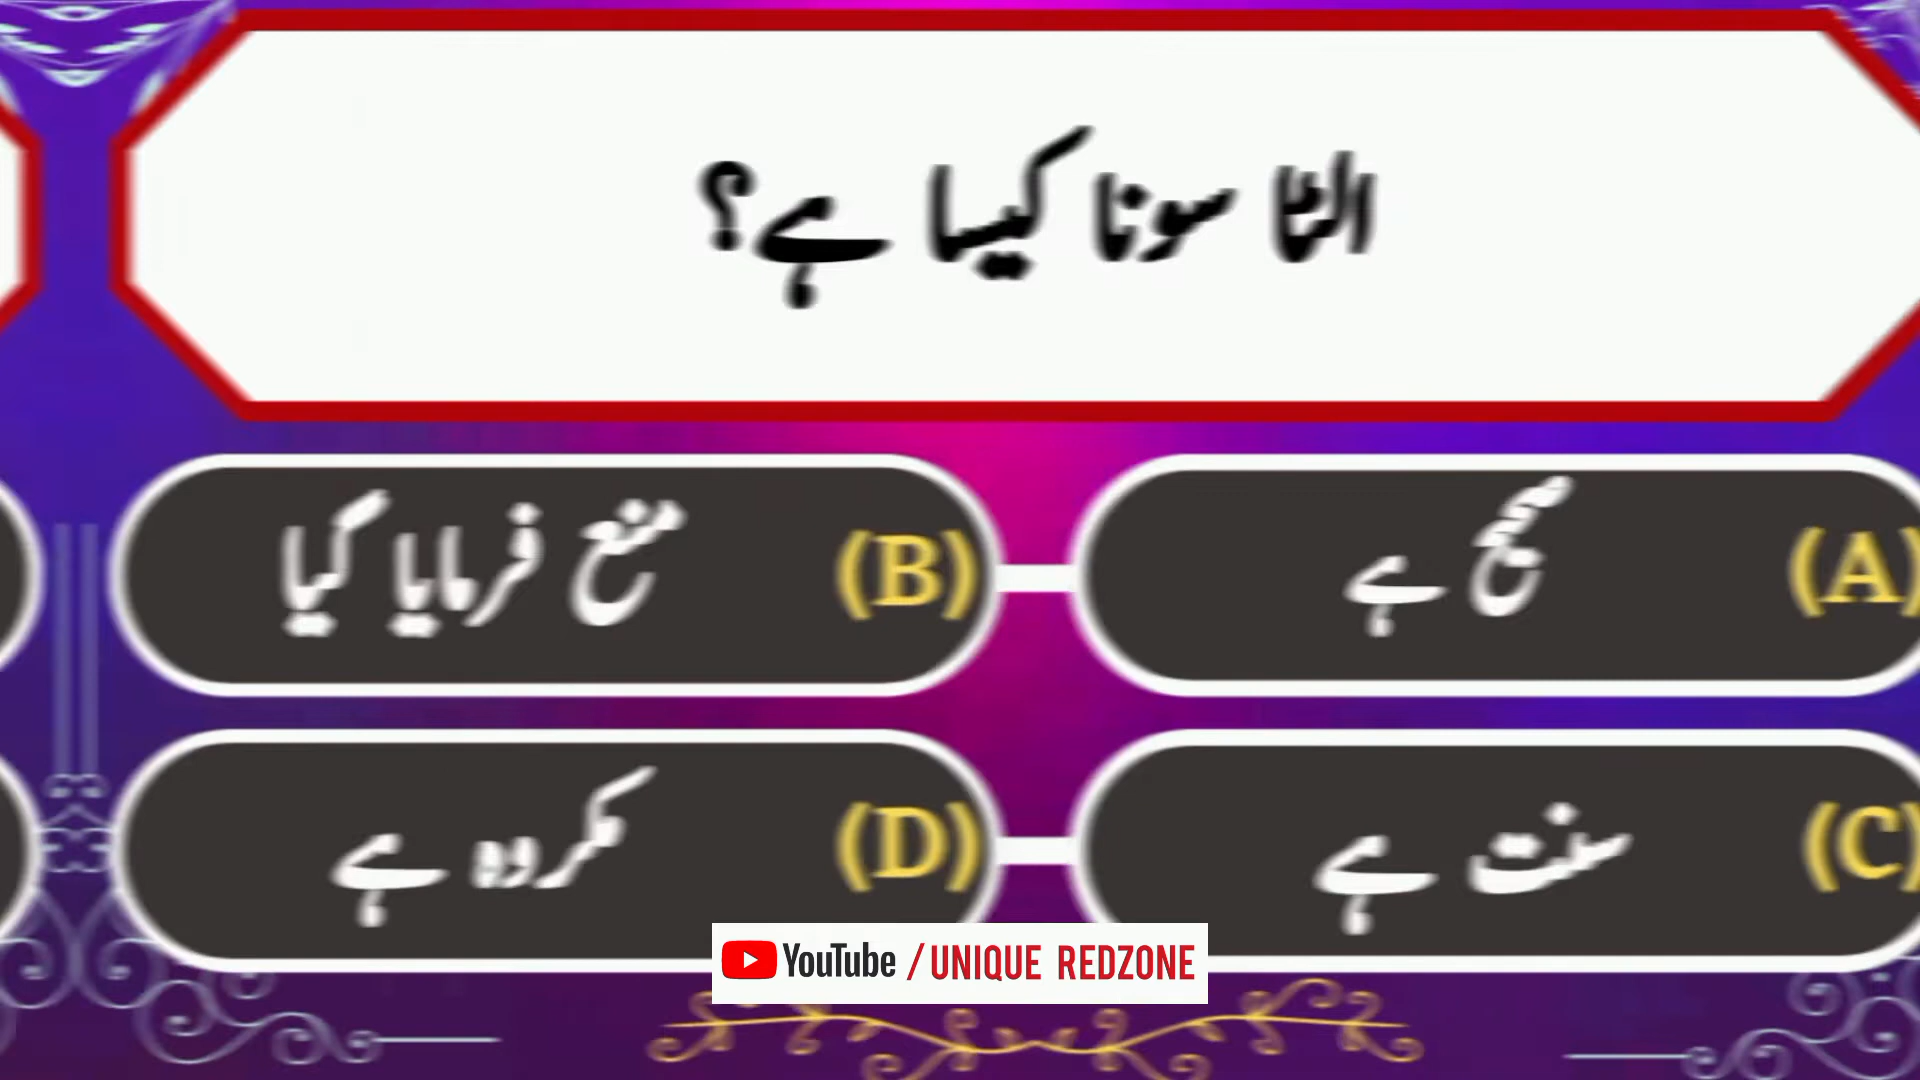 الٹا سونا کیسا ہے؟
(A) صحیح ہے
(B) منع فرمایا گیا
(C) سنت ہے
(D) مکروہ ہے
YouTube / UNIQUE REDZONE